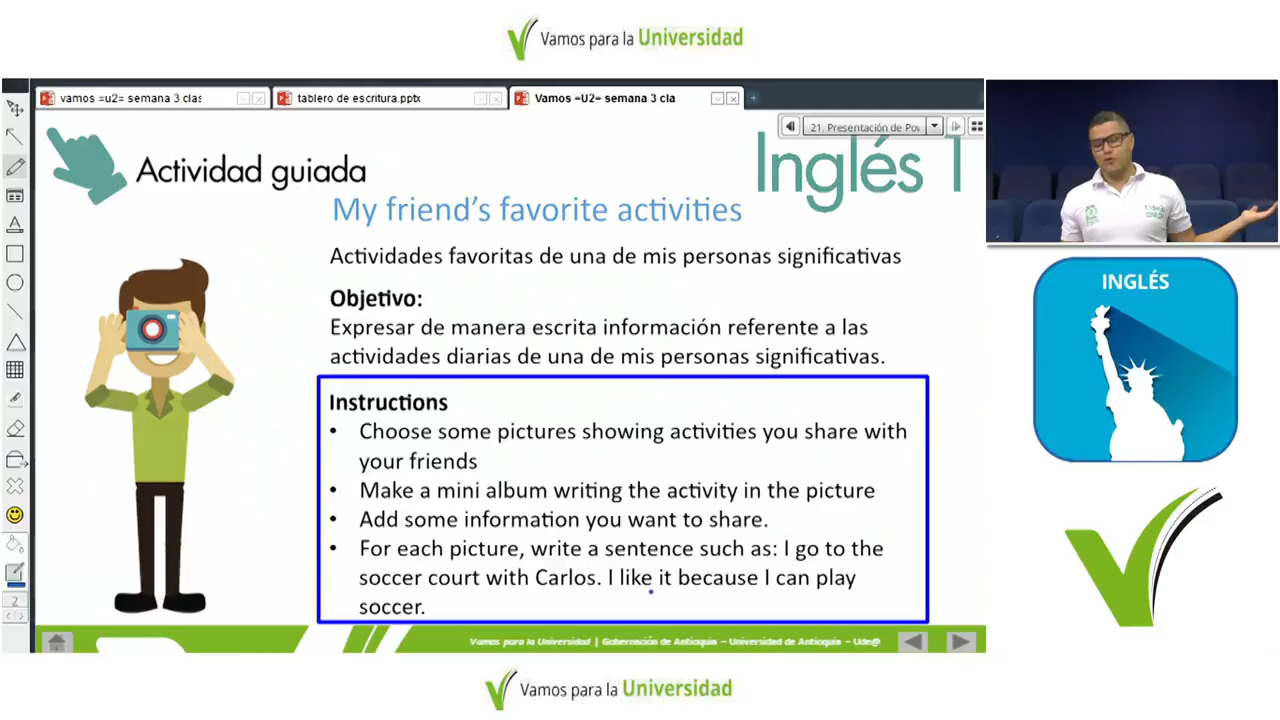 Vamos para la Universidad
vamos =u2= semana 3 clas
tablero de escritura.pptx
Vamos =U2= semana 3 cla
21. Presentación de Pow
Actividad guiada
Inglés 1
My friend's favorite activities
Actividades favoritas de una de mis personas significativas
Objetivo:
Expresar de manera escrita información referente a las
actividades diarias de una de mis personas significativas.
Instructions
• Choose some pictures showing activities you share with
your friends
• Make a mini album writing the activity in the picture
• Add some information you want to share.
• For each picture, write a sentence such as: I go to the
soccer court with Carlos. I like it because I can play
soccer.
INGLÉS
2
Vamos para la Universidad | Gobernación de Antioquia – Universidad de Antioquia – Ude@
Vamos para la Universidad